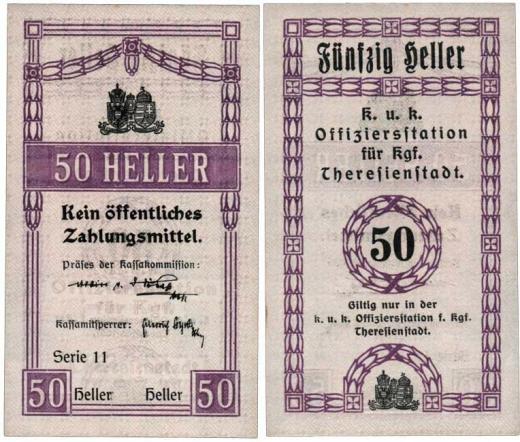 50 HELLER
Kein öffentliches
Zahlungsmittel.
Präses der Kassakommission:
Kassamitsperrer:
Serie 11
50 Heller Heller 50
Fünfzig Heller
K. u. k.
Offiziersstation
für Kgf.
Theresienstadt.
50
Giltig nur in der
k. u. k. Offiziersstation f. Kgf.
Theresienstadt.